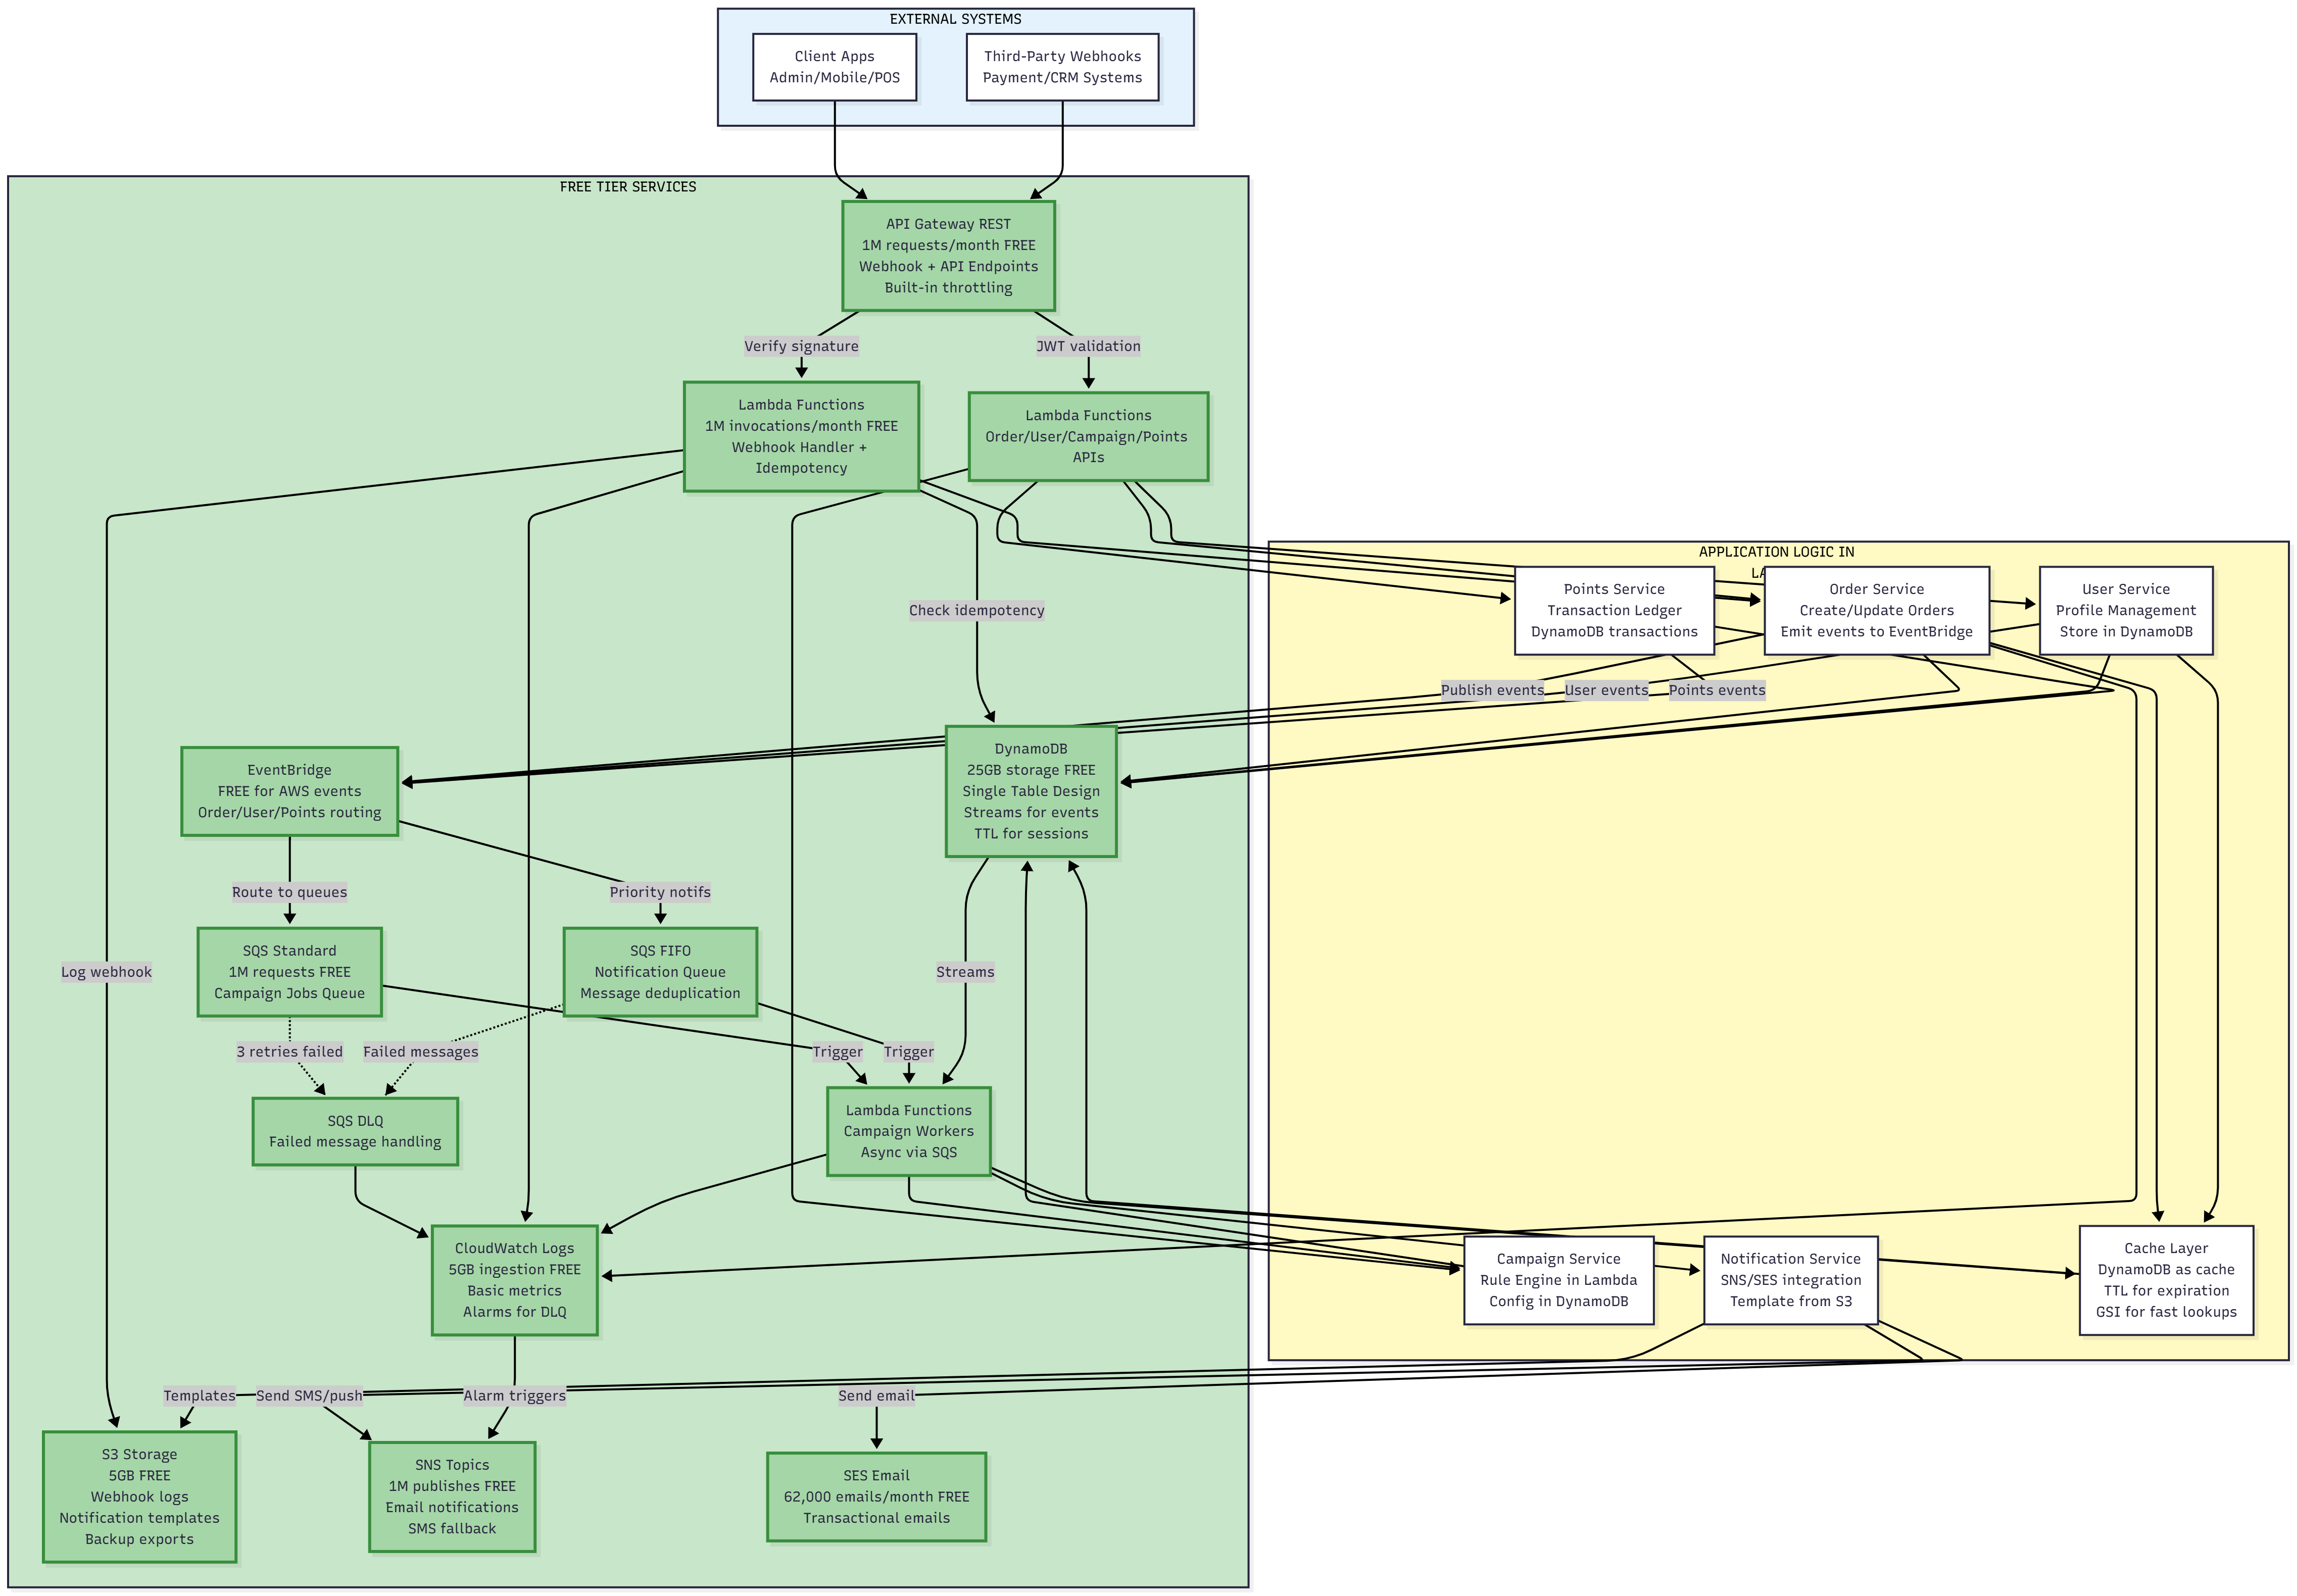 EXTERNAL SYSTEMS
Client Apps
Admin/Mobile/POS
Third-Party Webhooks
Payment/CRM Systems
FREE TIER SERVICES
API Gateway REST
1M requests/month FREE
Webhook + API Endpoints
Built-in throttling
Verify signature
JWT validation
Lambda Functions
1M invocations/month FREE
Webhook Handler +
Idempotency
Lambda Functions
Order/User/Campaign/Points
APIs
APPLICATION LOGIC IN
LA
Points Service
Transaction Ledger
DynamoDB transactions
Order Service
Create/Update Orders
Emit events to EventBridge
User Service
Profile Management
Store in DynamoDB
Check idempotency
Publish events
User events
Points events
EventBridge
FREE for AWS events
Order/User/Points routing
DynamoDB
25GB storage FREE
Single Table Design
Streams for events
TTL for sessions
Route to queues
Priority notifs
SQS Standard
1M requests FREE
Campaign Jobs Queue
SQS FIFO
Notification Queue
Message deduplication
Log webhook
Streams
3 retries failed
Failed messages
Trigger
Trigger
SQS DLQ
Failed message handling
Lambda Functions
Campaign Workers
Async via SQS
CloudWatch Logs
5GB ingestion FREE
Basic metrics
Alarms for DLQ
Campaign Service
Rule Engine in Lambda
Config in DynamoDB
Notification Service
SNS/SES integration
Template from S3
Cache Layer
DynamoDB as cache
TTL for expiration
GSI for fast lookups
Templates
Send SMS/push
Alarm triggers
Send email
S3 Storage
5GB FREE
Webhook logs
Notification templates
Backup exports
SNS Topics
1M publishes FREE
Email notifications
SMS fallback
SES Email
62,000 emails/month FREE
Transactional emails